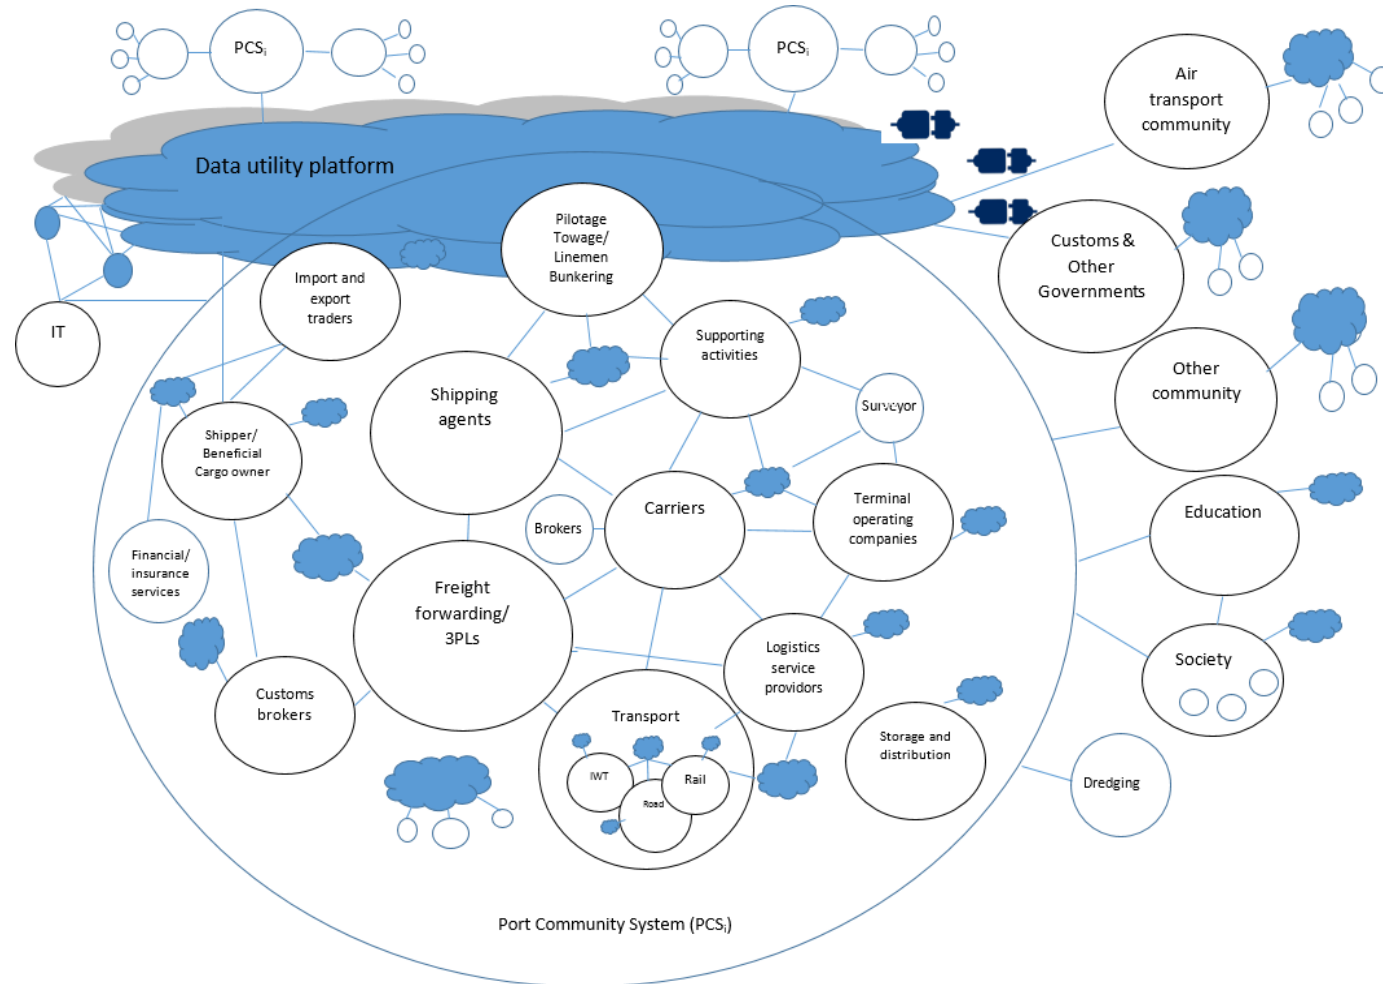 PCSi
PCSi
Air
transport
community
Data utility platform
Pilotage
Towage/
Linemen
Bunkering
Customs &
Other
Governments
Import and
export
traders
IT
Supporting
activities
Other
community
Shipping
agents
Surveyor
Shipper/
Beneficial
Cargo owner
Carriers
Terminal
operating
companies
Education
Brokers
Financial/
insurance
services
Freight
forwarding/
3PLs
Logistics
service
providors
Society
Customs
brokers
Transport
Storage and
distribution
IWT
Rail
Road
Dredging
Port Community System (PCSi)